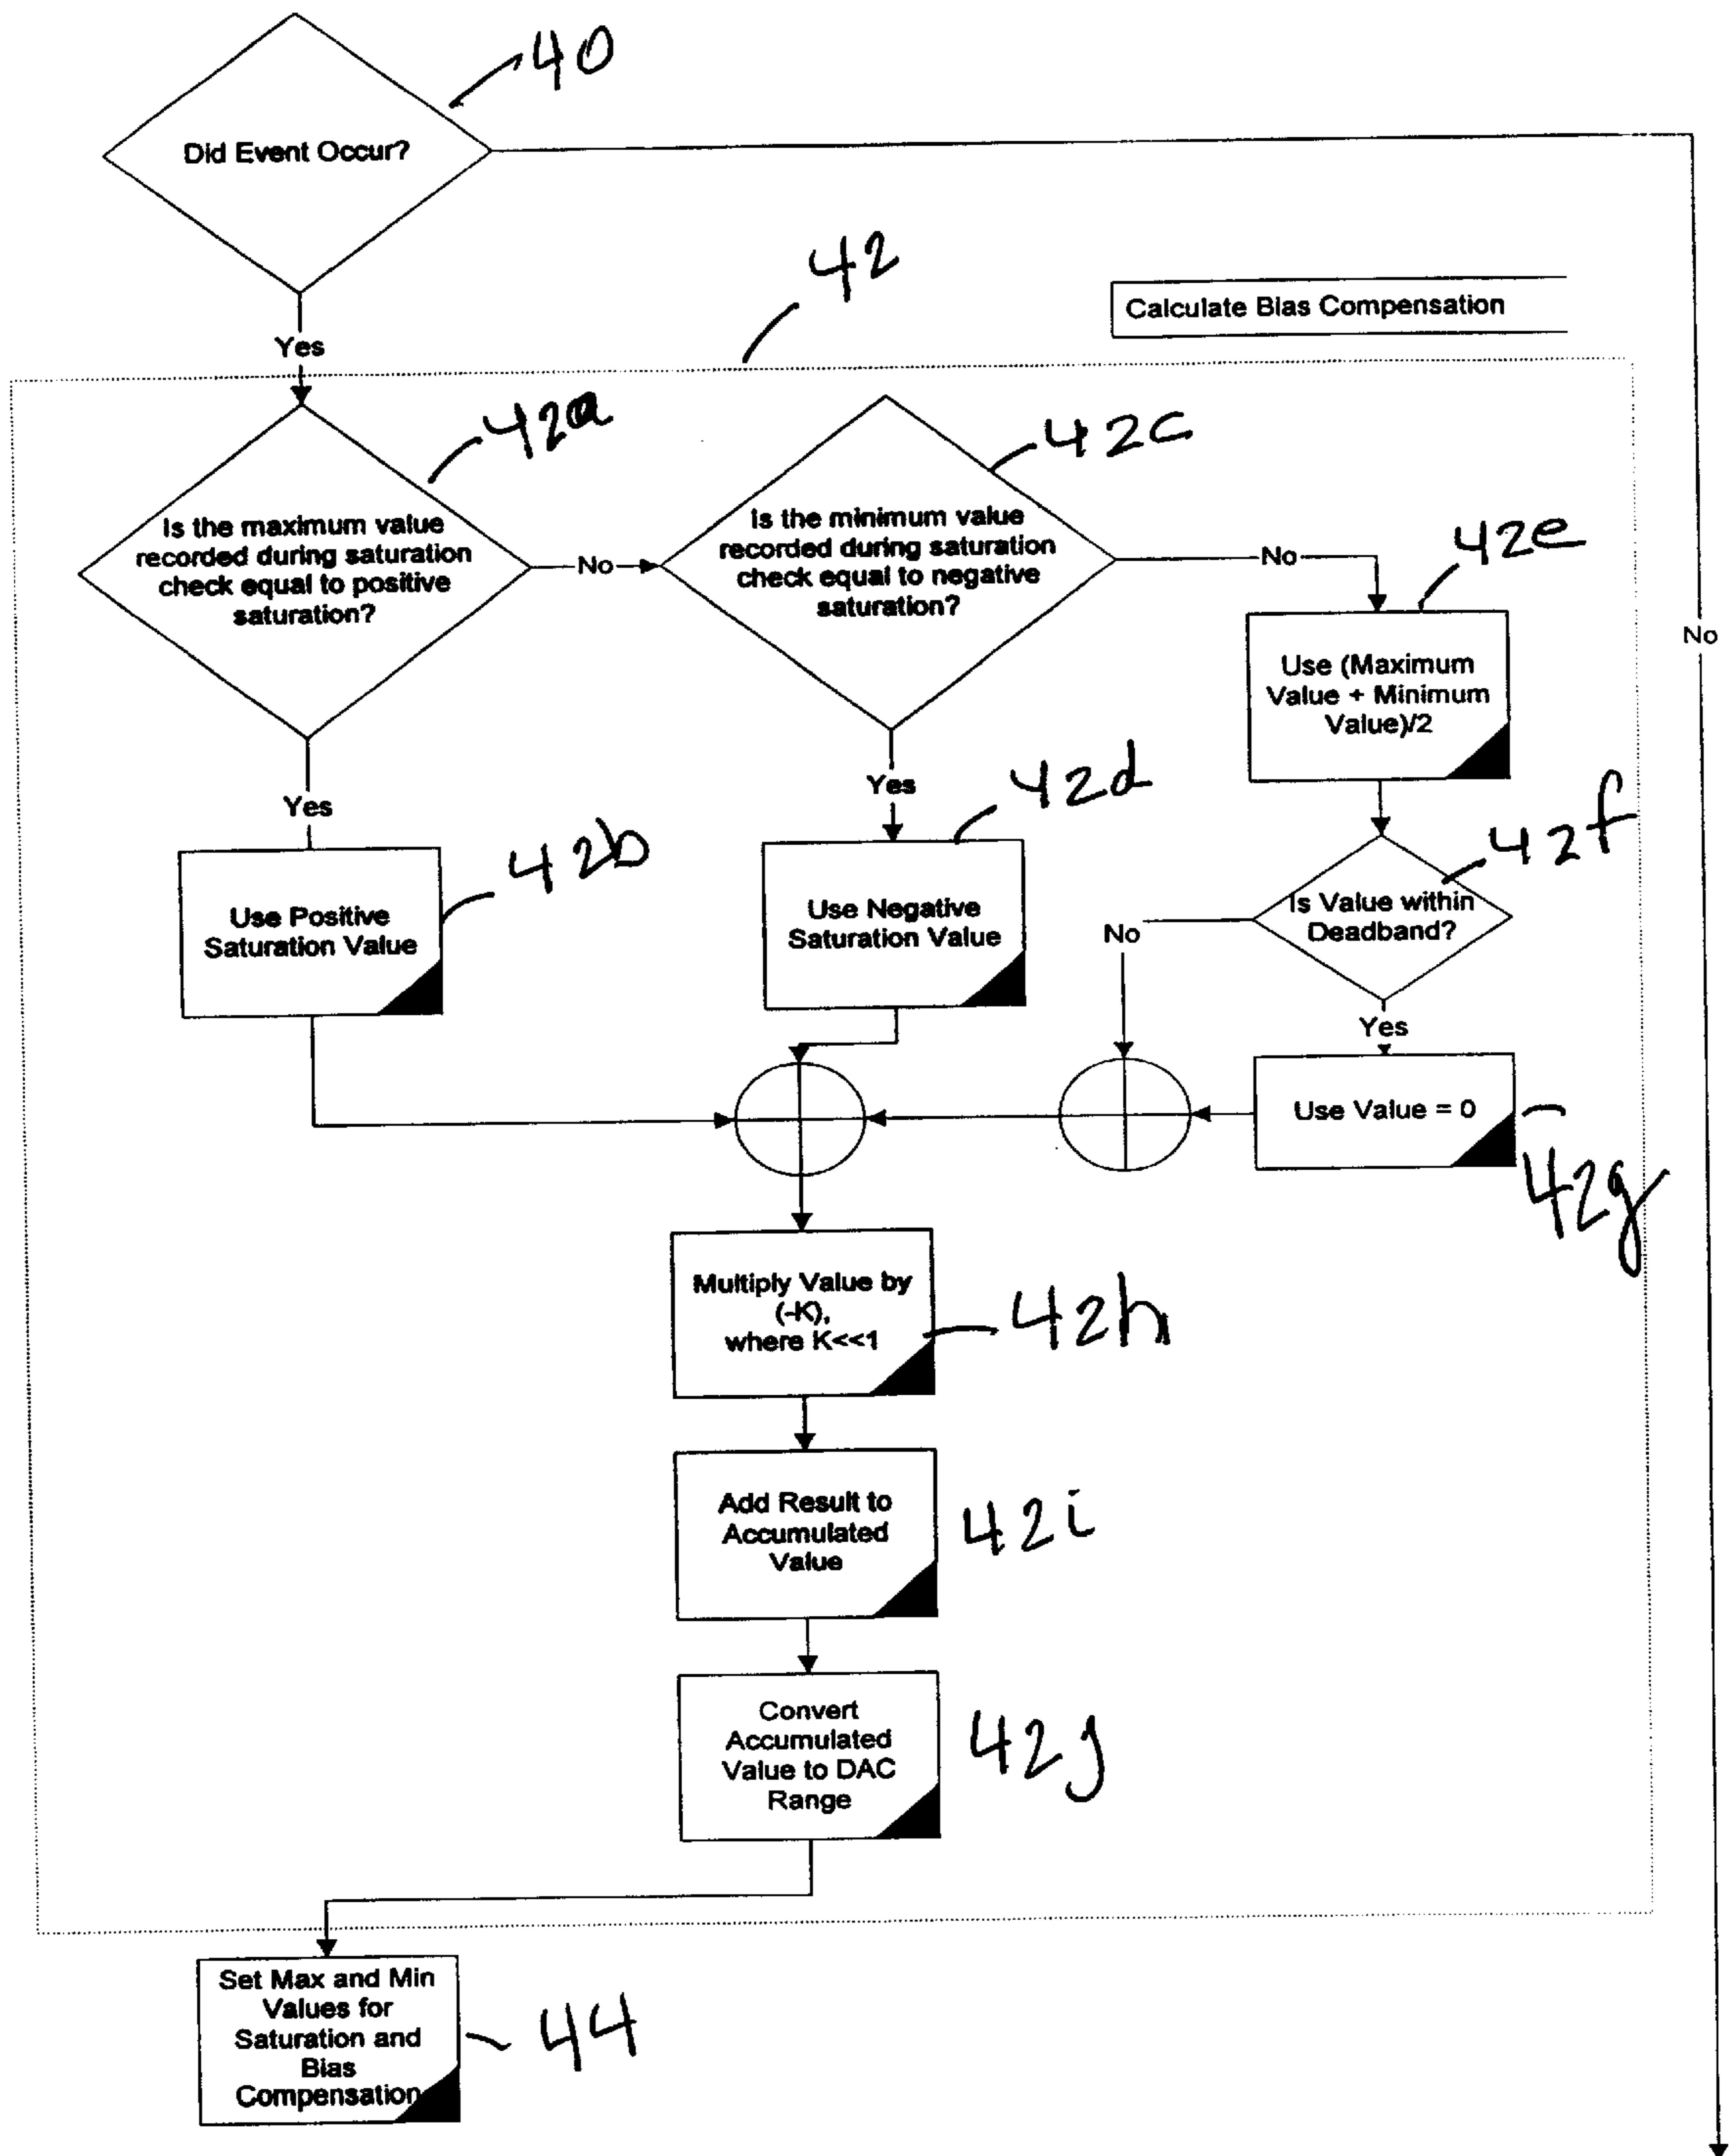 40
Did Event Occur?
42
Calculate Bias Compensation
Yes
42a
42c
Is the maximum value
recorded during saturation
check equal to positive
saturation?
No
Is the minimum value
recorded during saturation
check equal to negative
saturation?
No
42e
Use (Maximum
Value + Minimum
Value)/2
No
Yes
42b
Use Positive
Saturation Value
Yes
42d
Use Negative
Saturation Value
42f
Is Value within
Deadband?
No
Yes
Use Value = 0
42g
Multiply Value by
(-K),
where K<<1
42h
Add Result to
Accumulated
Value
42i
Convert
Accumulated
Value to DAC
Range
42j
Set Max and Min
Values for
Saturation and
Bias
Compensation
44